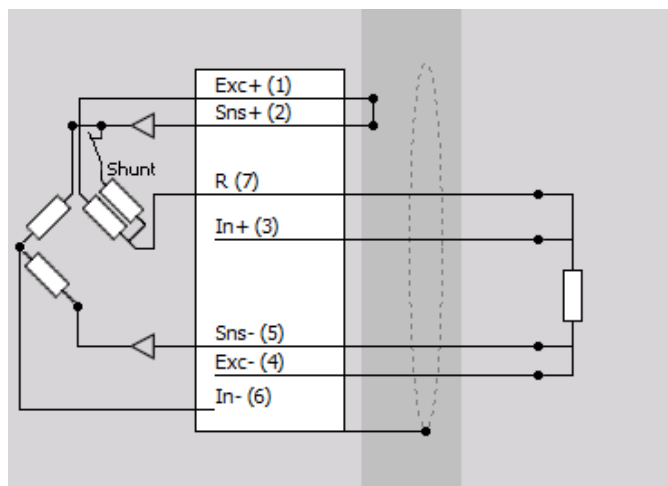 Exc+ (1)
Sns+ (2)
Shunt
R (7)
In+ (3)
Sns- (5)
Exc- (4)
In- (6)